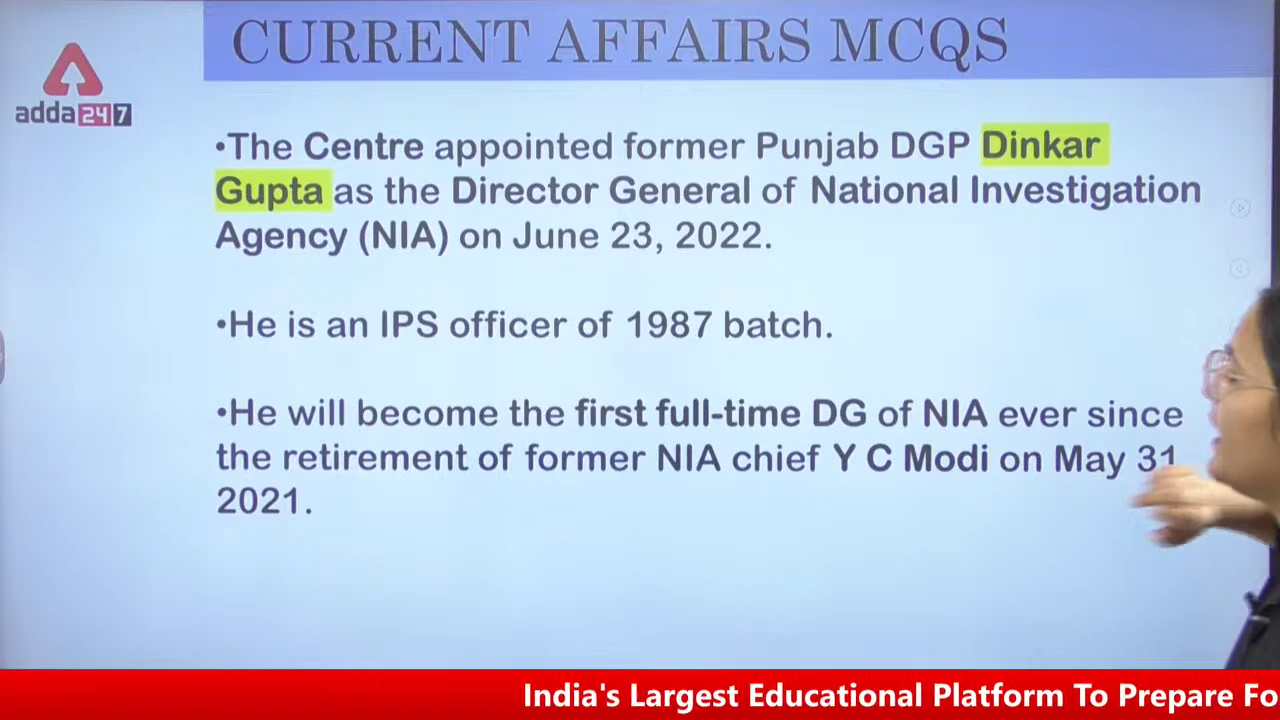 CURRENT AFFAIRS MCQS
adda247
•The Centre appointed former Punjab DGP Dinkar
Gupta as the Director General of National Investigation
Agency (NIA) on June 23, 2022.
•He is an IPS officer of 1987 batch.
•He will become the first full-time DG of NIA ever since
the retirement of former NIA chief Y C Modi on May 31
2021.
India's Largest Educational Platform To Prepare Fo